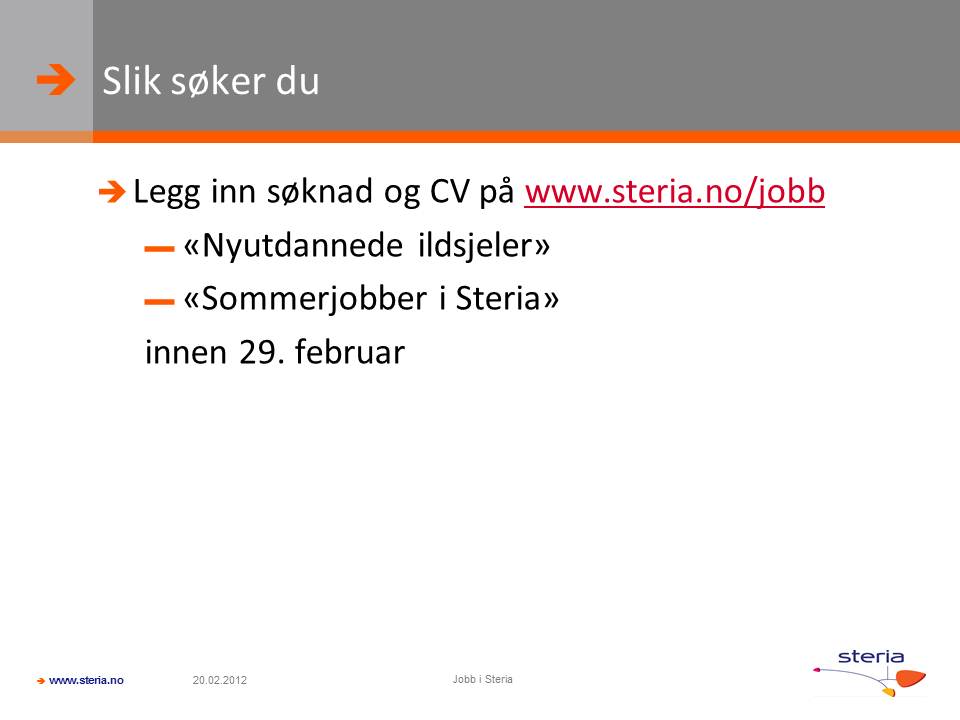 Slik søker du
Legg inn søknad og CV på www.steria.no/jobb
«Nyutdannede ildsjeler»
«Sommerjobber i Steria»
innen 29. februar
www.steria.no
20.02.2012
Jobb i Steria
steria